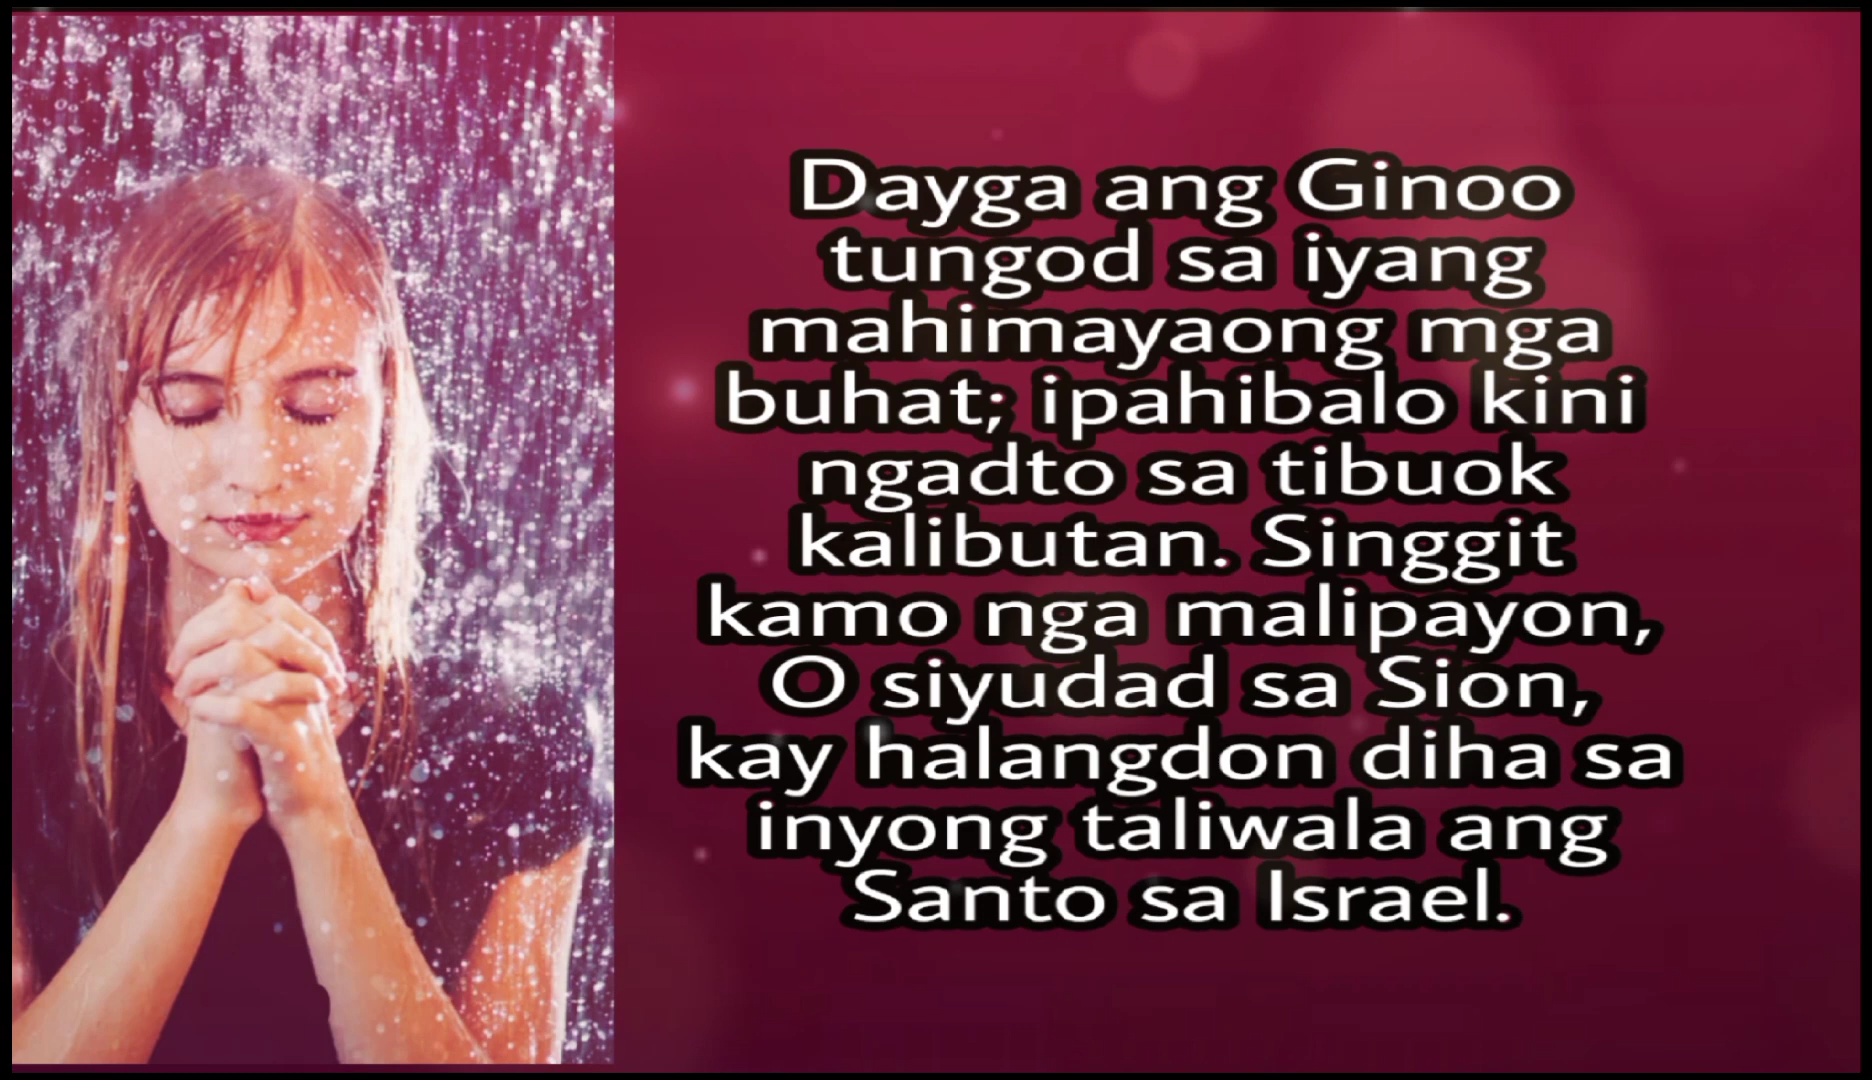 Dayga ang Ginoo
tungod sa iyang
mahimayaong mga
buhat; ipahibalo kini
ngadto sa tibuok
kalibutan. Singgit
kamo nga malipayon,
O siyudad sa Sion,
kay halangdon diha sa
inyong taliwala ang
Santo sa Israel.